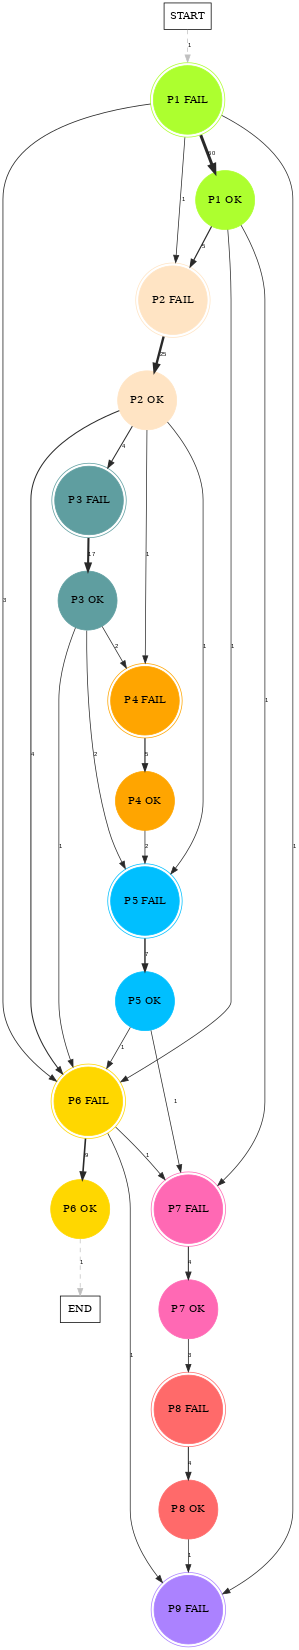 START
1
P1 FAIL
50
P1 OK
1
5
P2 FAIL
25
P2 OK
4
P3 FAIL
1
17
P3 OK
3
2
1
1
P4 FAIL
1
5
4
2
P4 OK
1
2
P5 FAIL
7
P5 OK
1
1
P6 FAIL
9
1
P6 OK
P7 FAIL
1
4
END
P7 OK
1
3
1
P8 FAIL
4
P8 OK
1
P9 FAIL